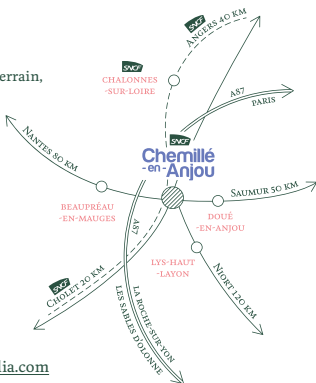 SNCF
ANGERS 40 KM
SNCF
CHALONNES
-SUR-LOIRE
errain,
A87
PARIS
SNCF
Chemillé
-en-
Anjou
NANTES 80 KM
SAUMUR 50 KM
BEAUPRÉAU
-EN-MAUGES
DOUÉ
-EN-ANJOU
A87
LYS-HAUT
-LAYON
SNCF
CHOLET 20 KM
NIORT 120 KM
LA ROCHE-SUR-YON
LES SABLES D'OLONNE
lia.com